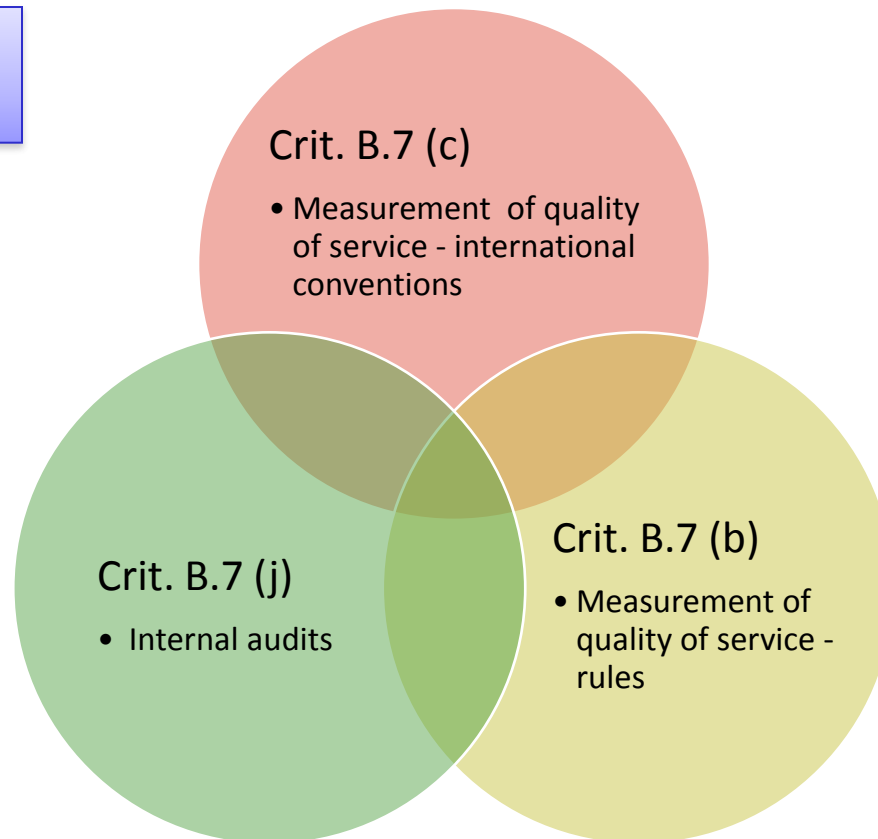 Crit. B.7 (c)
• Measurement of quality
of service - international
conventions
Crit. B.7 (j)
• Internal audits
Crit. B.7 (b)
• Measurement of
quality of service -
rules